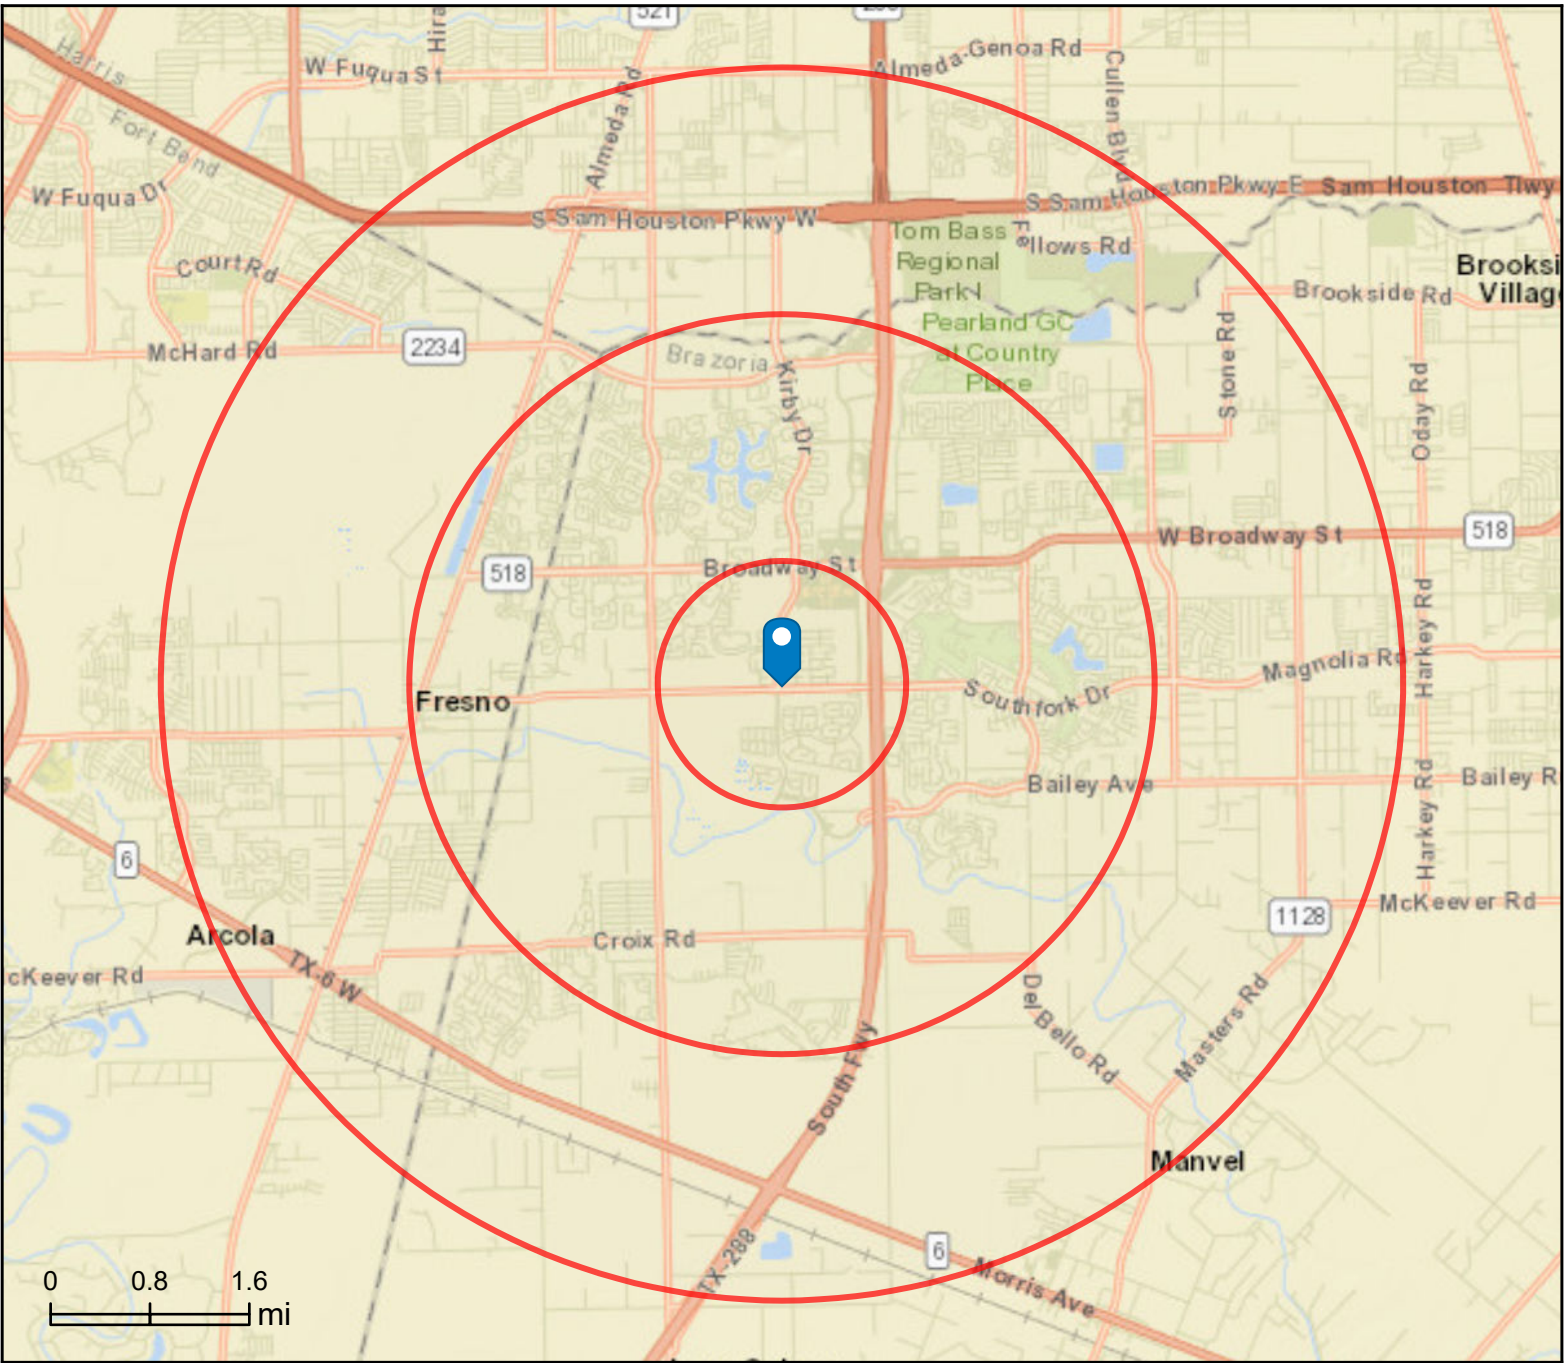 521
Almeda-Genoa Rd
W Fuqua St
Harris
Fort Bend
Almeda Rd
Cullen Blvd
W Fuqua Dr
S Sam Houston Pkwy W
S Sam Houston Pkwy E
Sam Houston Tlwy
Tom Bass
Regional
Park I
Fellows Rd
Court Rd
Brookside Rd
McHard Rd
2234
Pearland GC
at Country
Place
Brazoria
Kirby Dr
Stone Rd
Oday Rd
Broadway St
518
W Broadway St
518
Harkey Rd
Magnolia Rd
Fresno
Southfork Dr
Bailey Ave
Bailey R
Harkey Rd
6
1128
McKeever Rd
Arcola
Croix Rd
cKeever Rd
TX-6 W
Del Bello Rd
Masters Rd
South Fwy
Manvel
TX-288
6
Morris Ave
0 0.8 1.6
mi